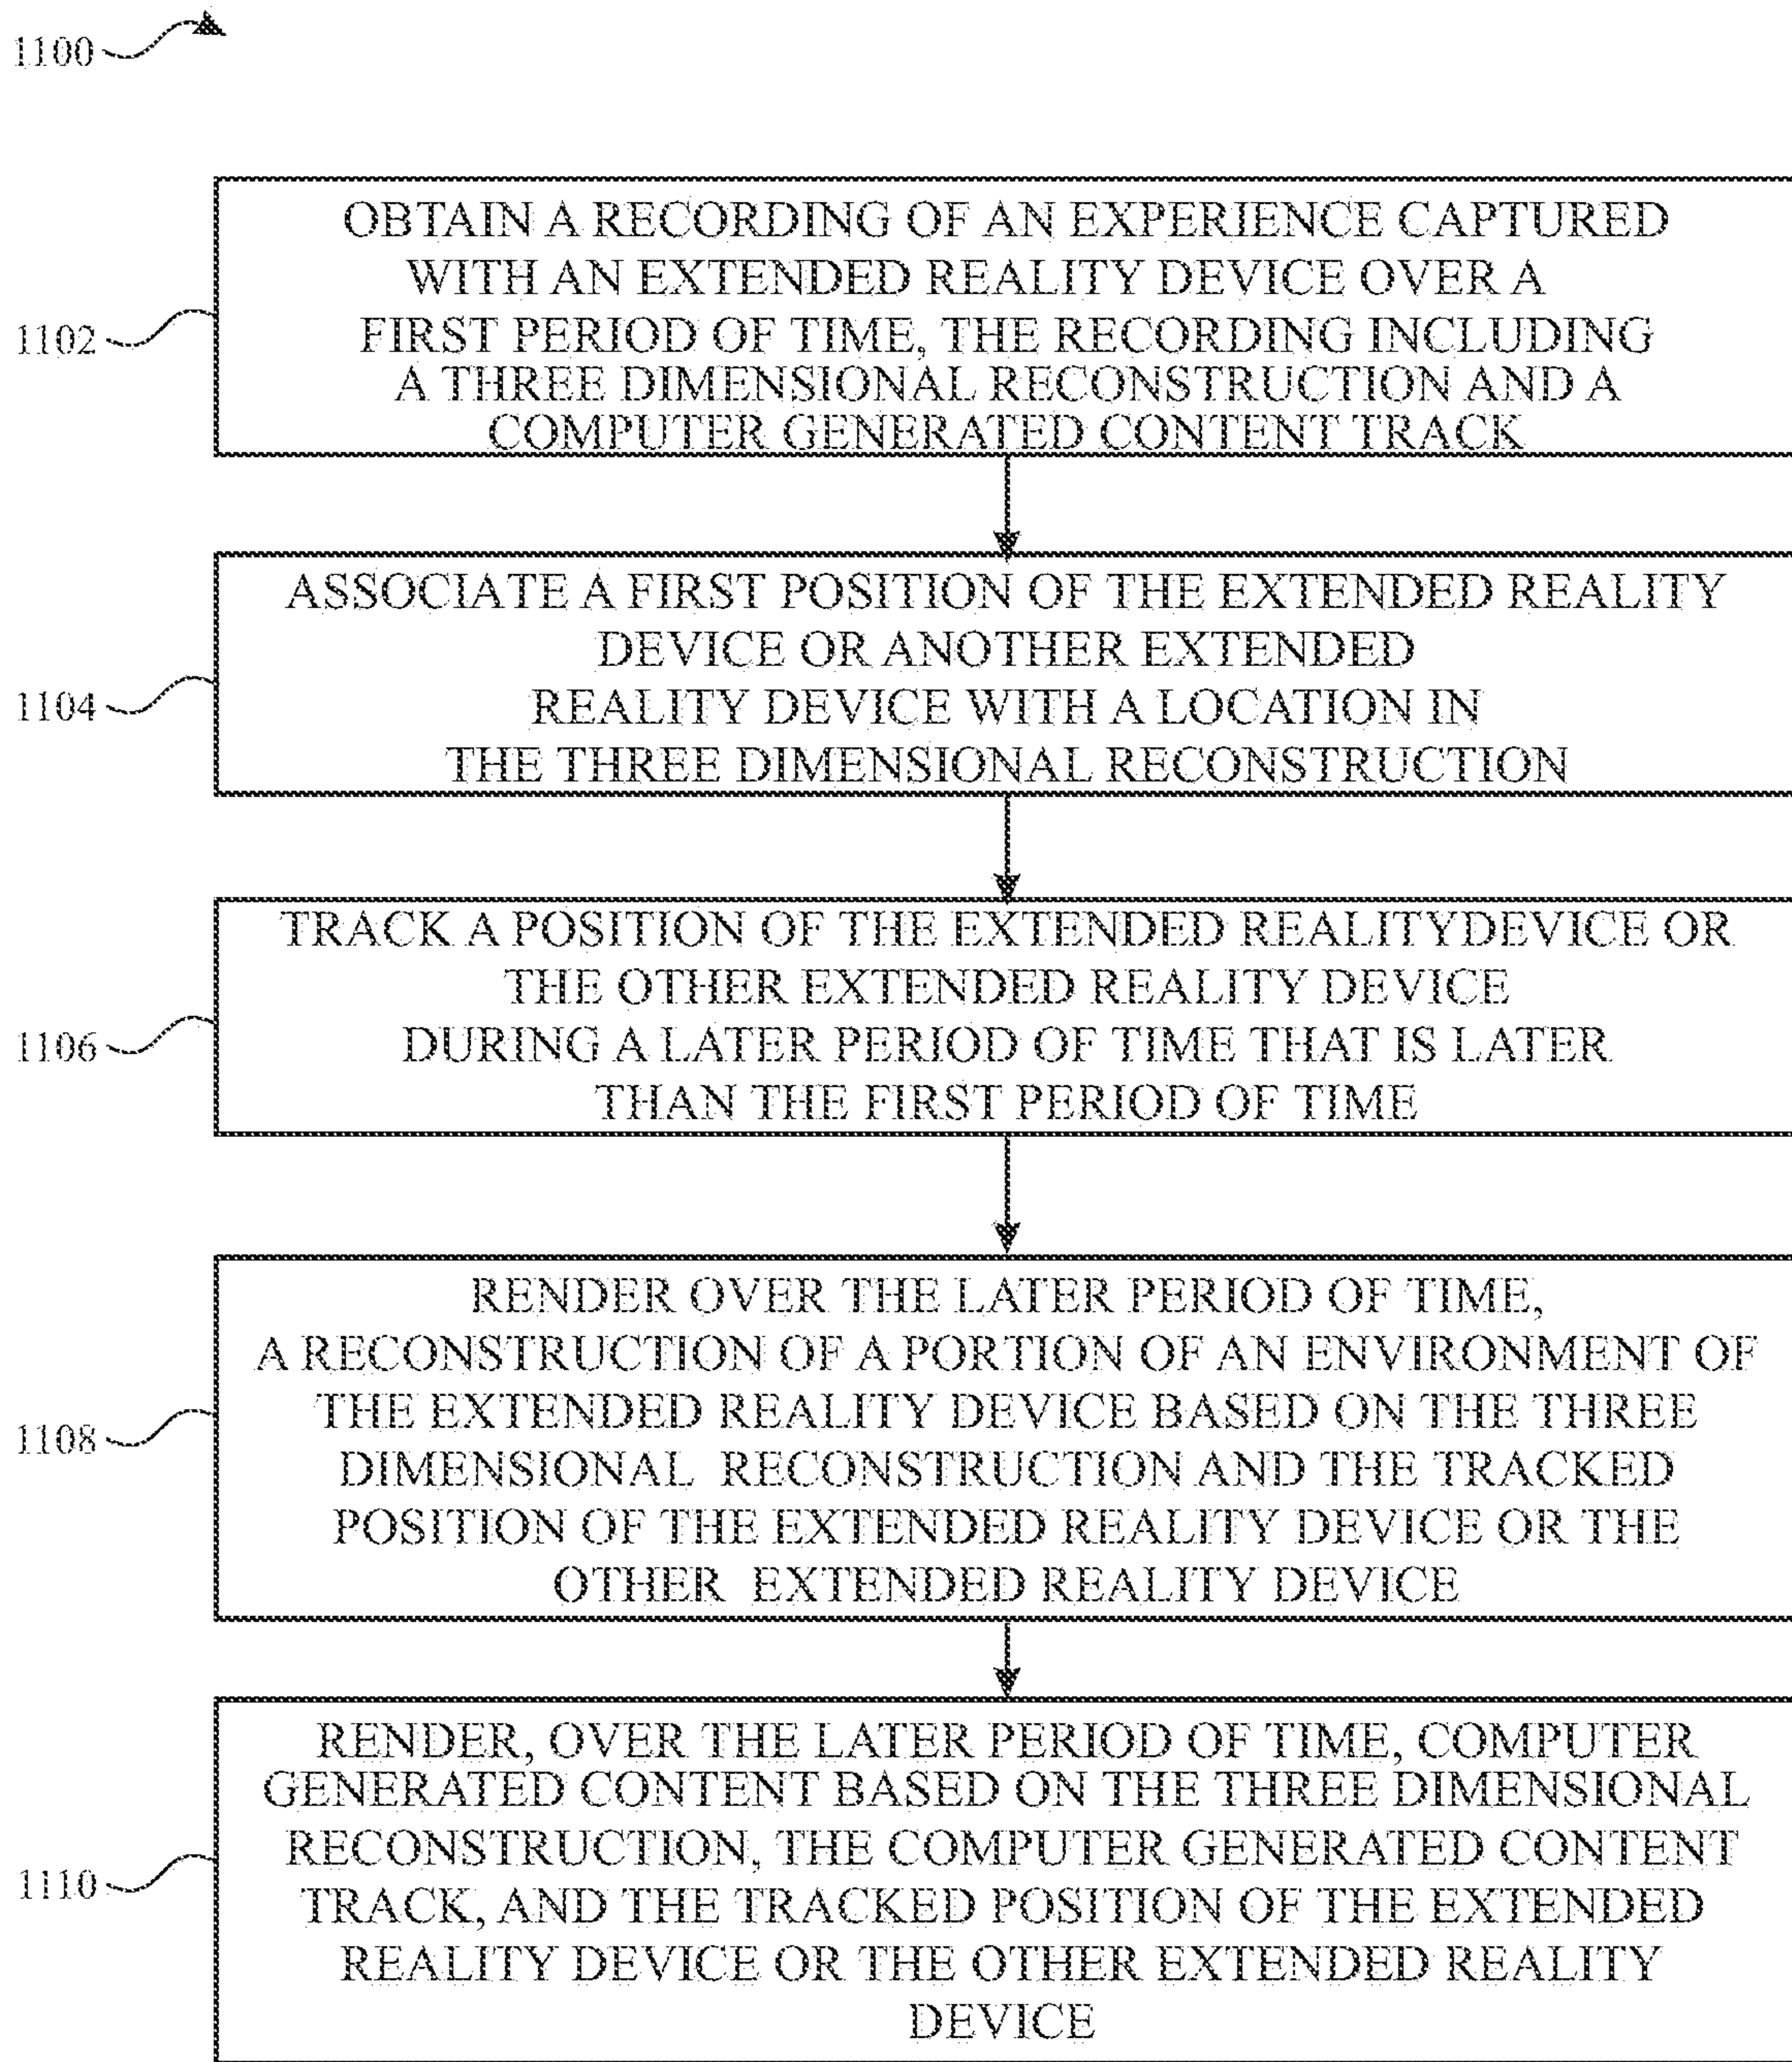 1100
1102
OBTAIN A RECORDING OF AN EXPERIENCE CAPTURED
WITH AN EXTENDED REALITY DEVICE OVER A
FIRST PERIOD OF TIME, THE RECORDING INCLUDING
A THREE DIMENSIONAL RECONSTRUCTION AND A
COMPUTER GENERATED CONTENT TRACK
1104
ASSOCIATE A FIRST POSITION OF THE EXTENDED REALITY
DEVICE OR ANOTHER EXTENDED
REALITY DEVICE WITH A LOCATION IN
THE THREE DIMENSIONAL RECONSTRUCTION
1106
TRACK A POSITION OF THE EXTENDED REALITYDEVICE OR
THE OTHER EXTENDED REALITY DEVICE
DURING A LATER PERIOD OF TIME THAT IS LATER
THAN THE FIRST PERIOD OF TIME
1108
RENDER OVER THE LATER PERIOD OF TIME,
A RECONSTRUCTION OF A PORTION OF AN ENVIRONMENT OF
THE EXTENDED REALITY DEVICE BASED ON THE THREE
DIMENSIONAL RECONSTRUCTION AND THE TRACKED
POSITION OF THE EXTENDED REALITY DEVICE OR THE
OTHER EXTENDED REALITY DEVICE
1110
RENDER, OVER THE LATER PERIOD OF TIME, COMPUTER
GENERATED CONTENT BASED ON THE THREE DIMENSIONAL
RECONSTRUCTION, THE COMPUTER GENERATED CONTENT
TRACK, AND THE TRACKED POSITION OF THE EXTENDED
REALITY DEVICE OR THE OTHER EXTENDED REALITY
DEVICE